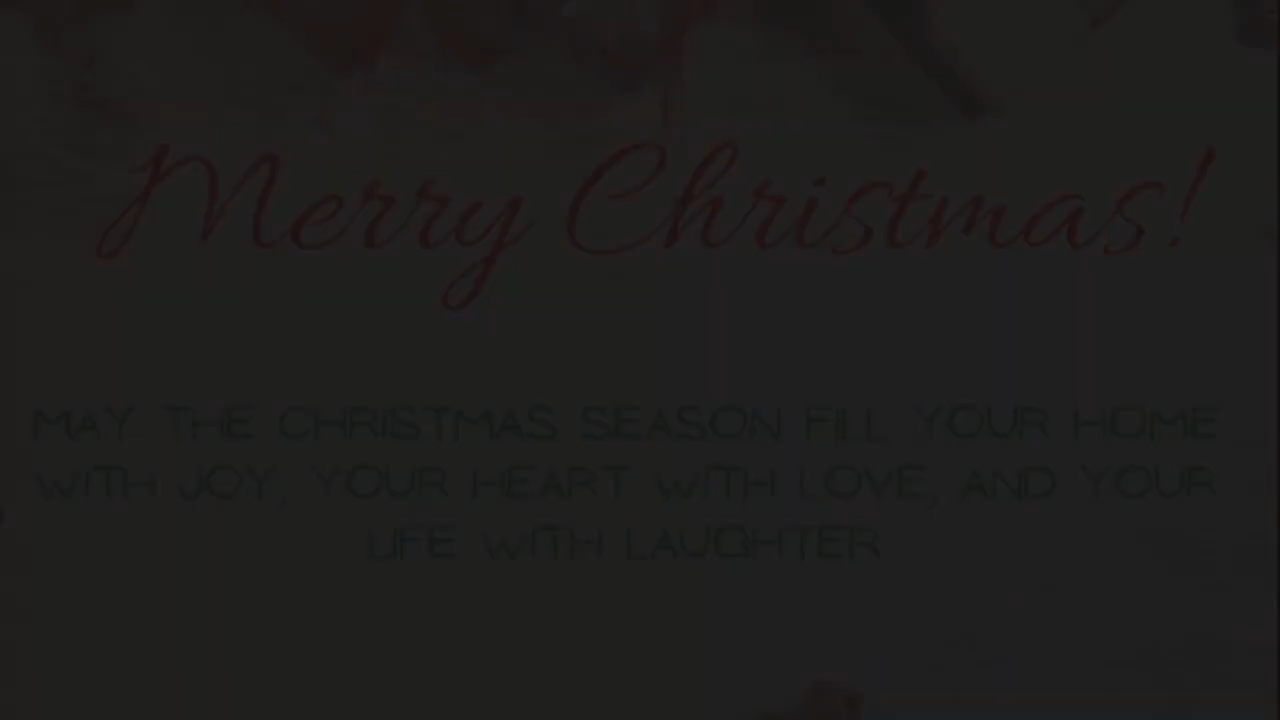 Merry Christmas!
MAY THE CHRISTMAS SEASON FILL YOUR HOME
WITH JOY, YOUR HEART WITH LOVE, AND YOUR
LIFE WITH LAUGHTER